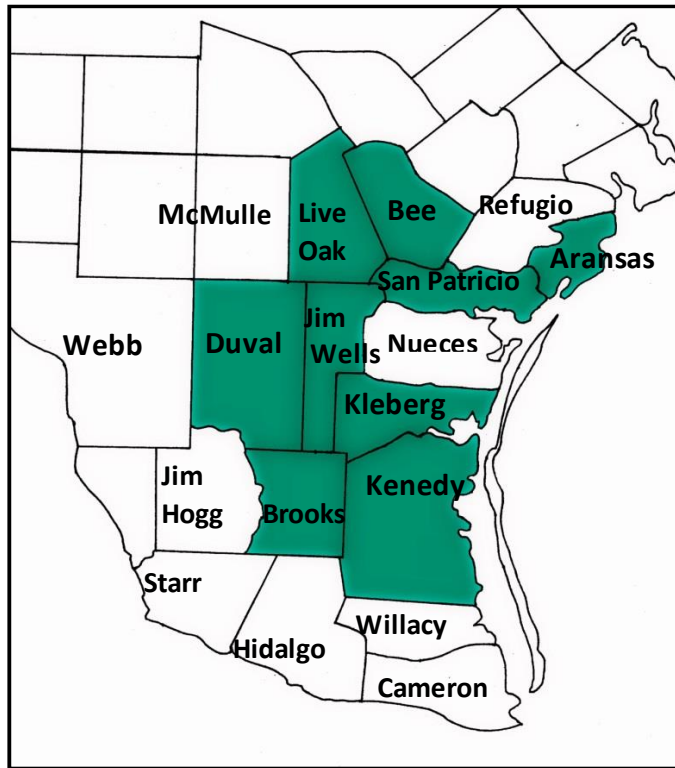 McMulle
Live
Oak
Bee
Refugio
Aransas
San Patricio
Webb
Duval
Jim
Wells
Nueces
Kleberg
Jim
Hogg
Brooks
Kenedy
Starr
Hidalgo
Willacy
Cameron